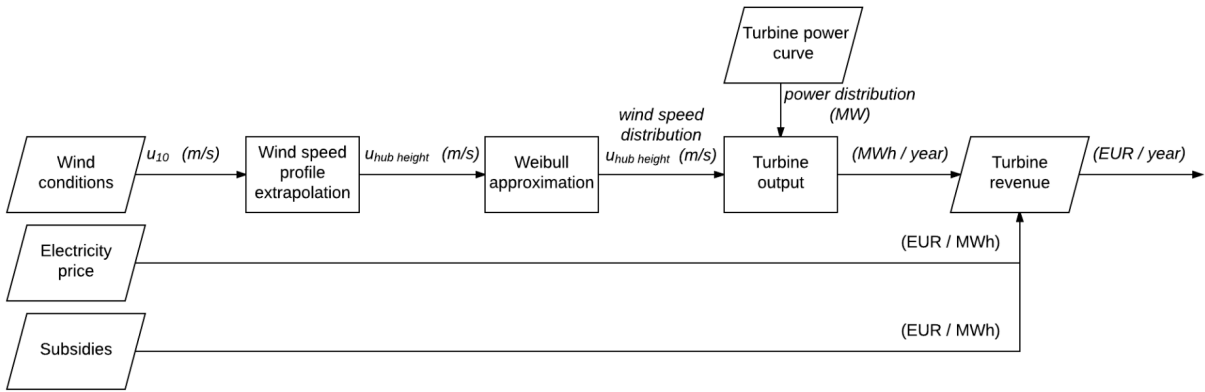 Turbine power
curve
power distribution
(MW)
wind speed
distribution
Wind
conditions
u10 (m/s)
Wind speed
profile
extrapolation
uhub height (m/s)
Weibull
approximation
uhub height (m/s)
Turbine
output
(MWh / year)
Turbine
revenue
(EUR / year)
Electricity
price
(EUR / MWh)
Subsidies
(EUR / MWh)